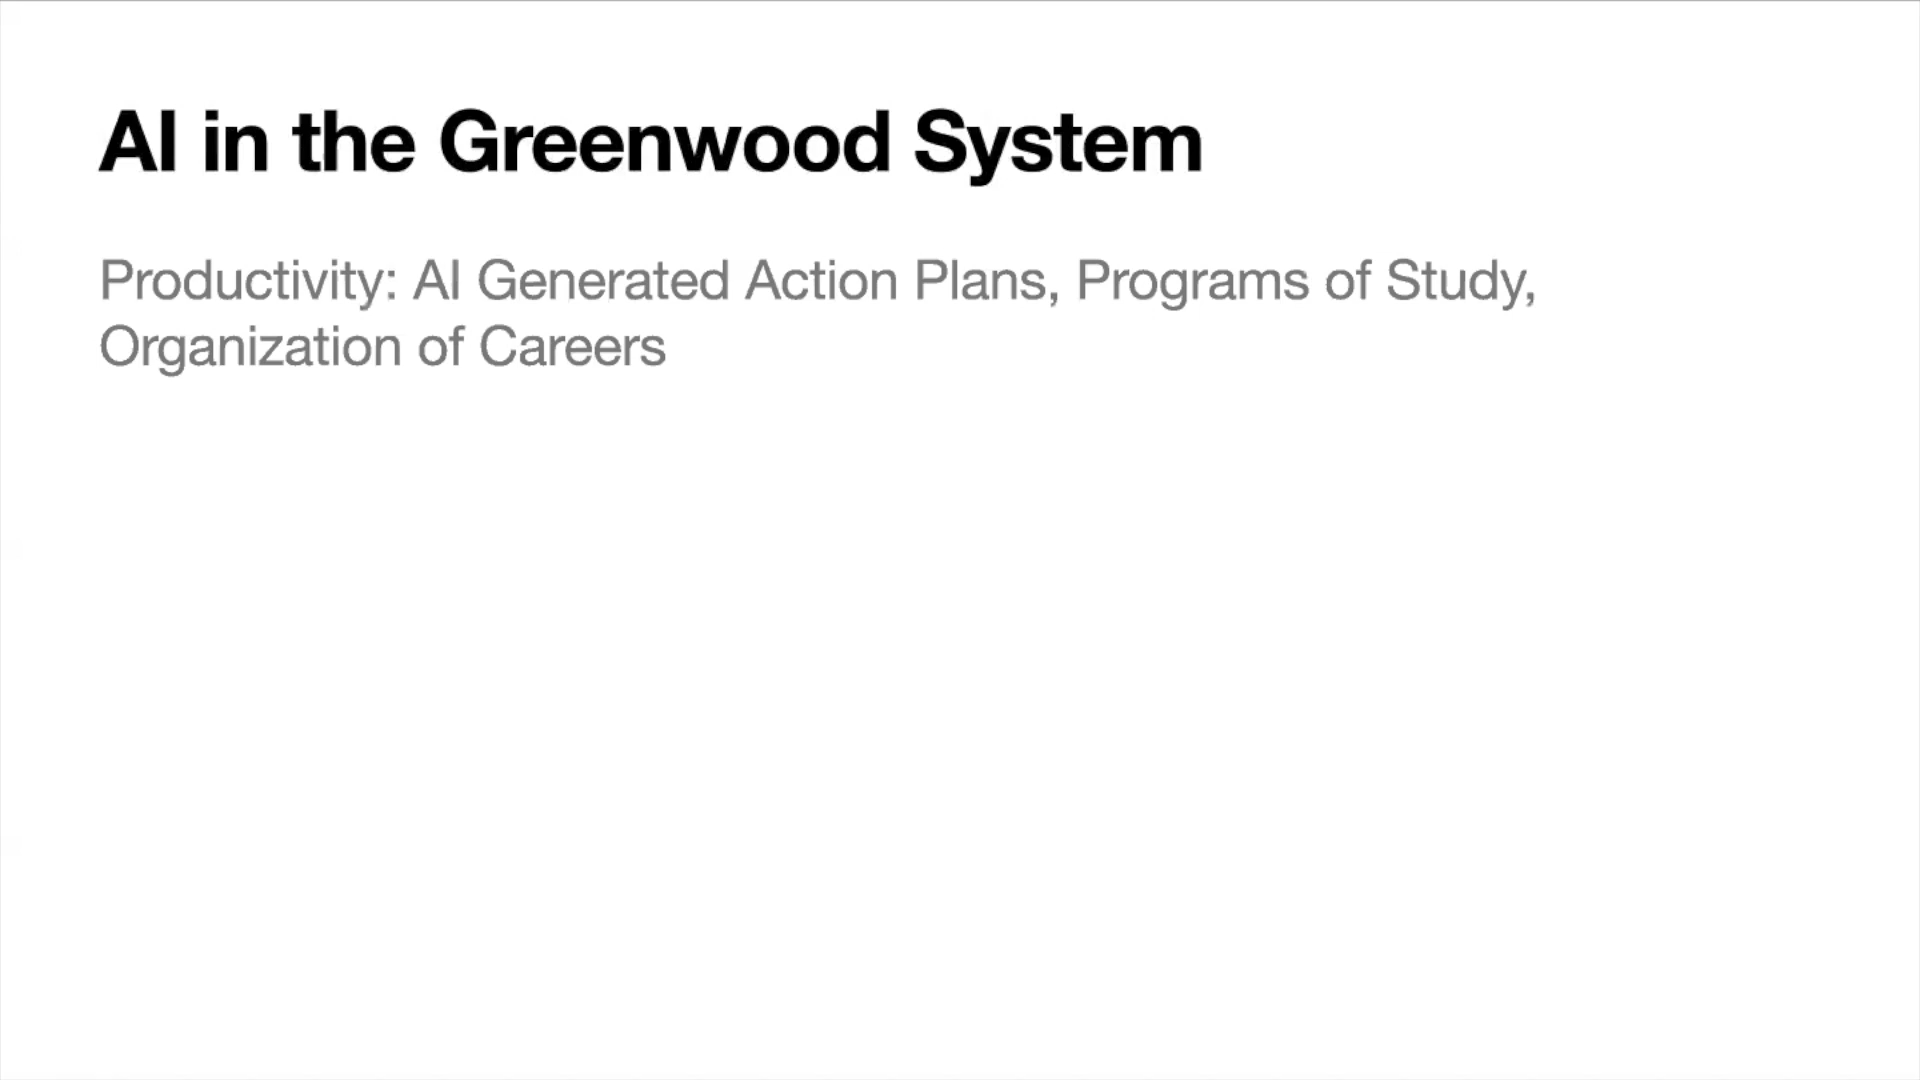 AI in the Greenwood System
Productivity: AI Generated Action Plans, Programs of Study,
Organization of Careers